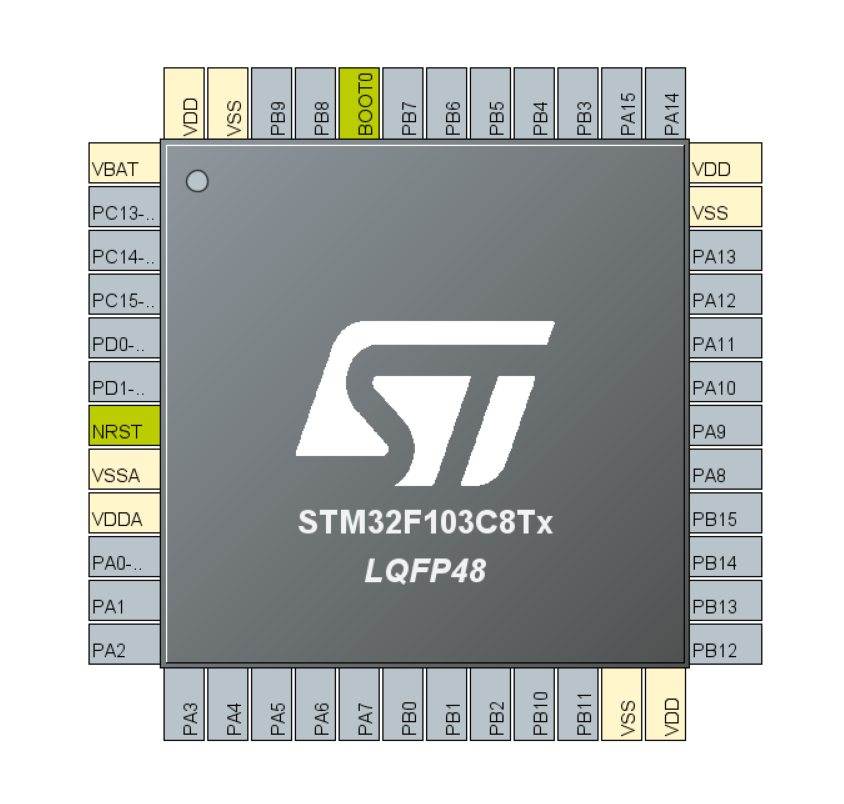 VDD
VSS
PB9
PB8
BOOT0
PB7
PB6
PB5
PB4
PB3
PA15
PA14
VBAT
PC13-..
PC14-..
PC15-..
PD0-..
PD1-..
NRST
VSSA
VDDA
PA0-..
PA1
PA2
VDD
VSS
PA13
PA12
PA11
PA10
PA9
PA8
PB15
PB14
PB13
PB12
ST
STM32F103C8Tx
LQFP48
PA3
PA4
PA5
PA6
PA7
PB0
PB1
PB2
PB10
PB11
VSS
VDD